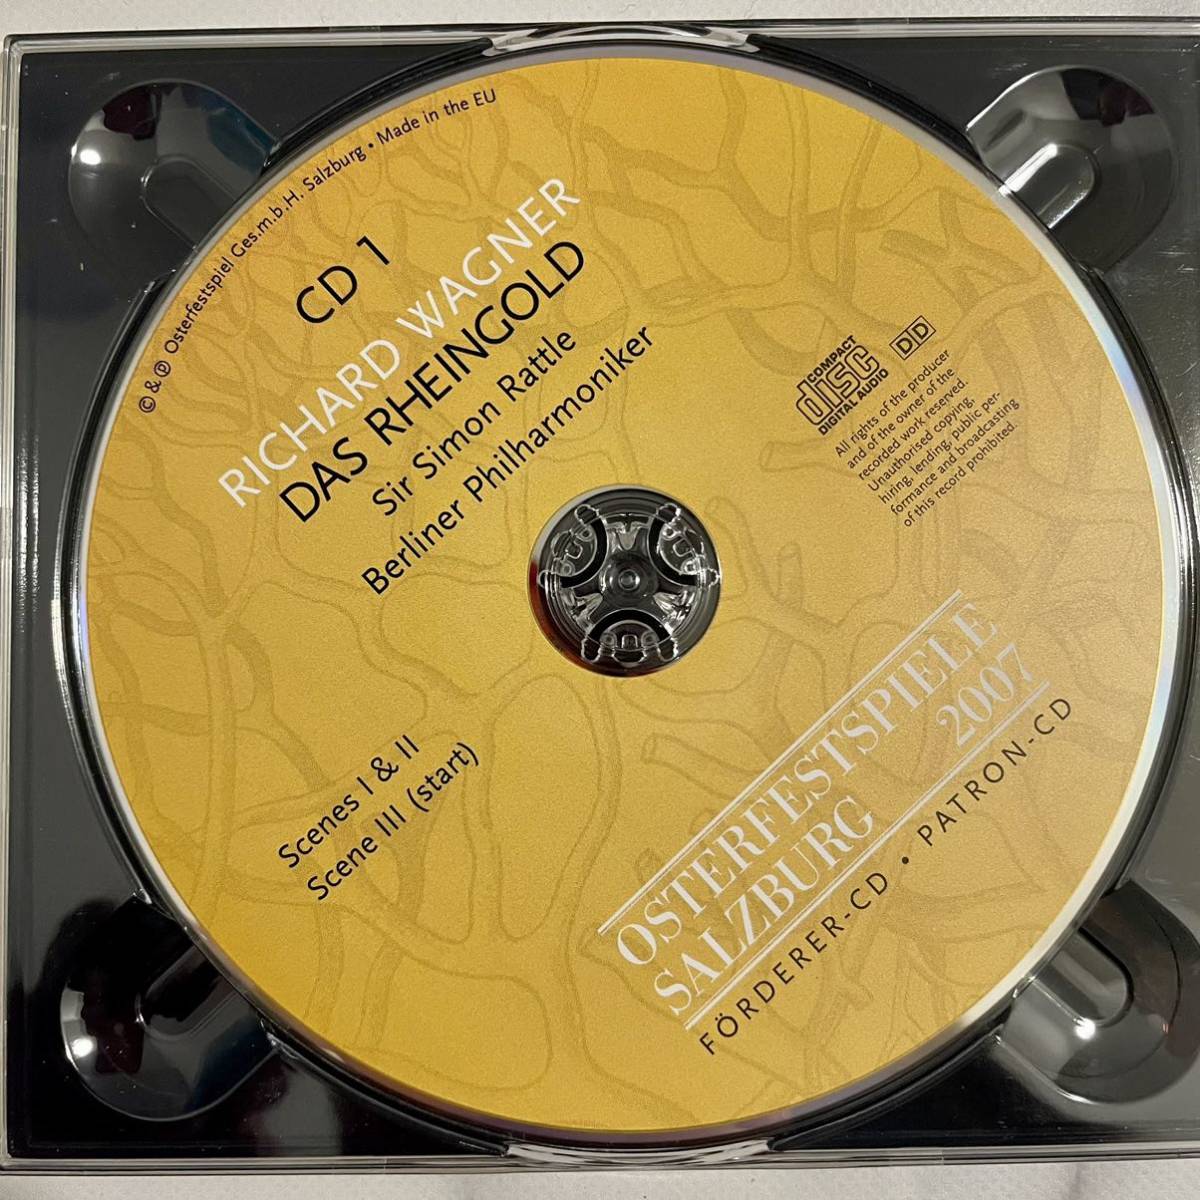 © & ℗ Osterfestspiel Ges.m.b.H. Salzburg • Made in the EU
CD 1
RICHARD WAGNER
DAS RHEINGOLD
Sir Simon Rattle
Berliner Philharmoniker
COMPACT
disc
DIGITAL AUDIO
DD
All rights of the producer
and of the owner of the
recorded work reserved.
Unauthorised copying,
hiring, lending, public per-
formance and broadcasting
of this record prohibited.
Scenes I & II
Scene III (start)
OSTERFESTSPIELE
SALZBURG 2007
FÖRDERER-CD • PATRON-CD